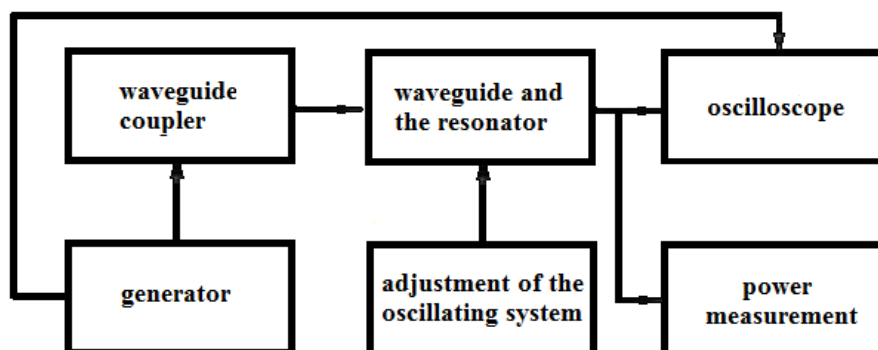 waveguide
coupler
waveguide and
the resonator
oscilloscope
generator
adjustment of the
oscillating system
power
measurement